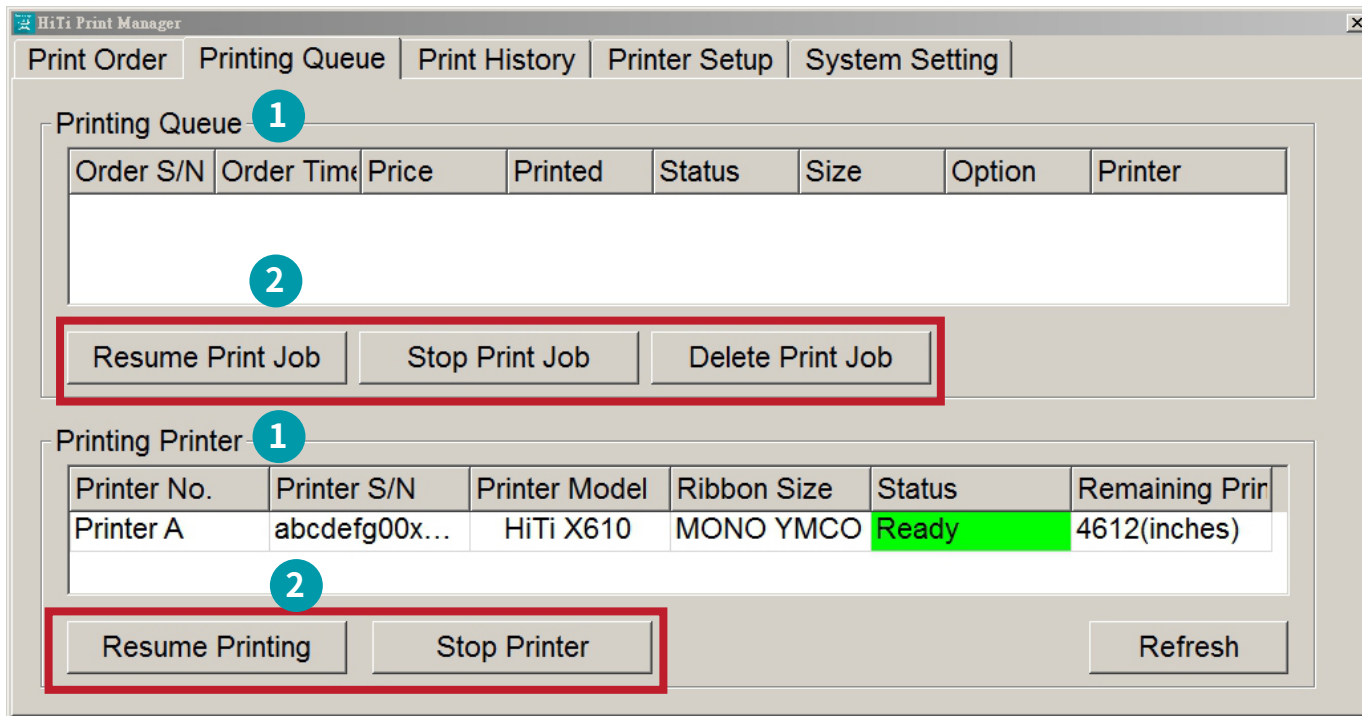 HiTi Print Manager
Print Order Printing Queue Print History Printer Setup System Setting
Printing Queue 1
Order S/N Order Time Price Printed Status Size Option Printer
2
Resume Print Job Stop Print Job Delete Print Job
Printing Printer 1
Printer No. Printer S/N Printer Model Ribbon Size Status Remaining Prin
Printer A abcdefg00x... HiTi X610 MONO YMCO Ready 4612(inches)
2
Resume Printing Stop Printer Refresh